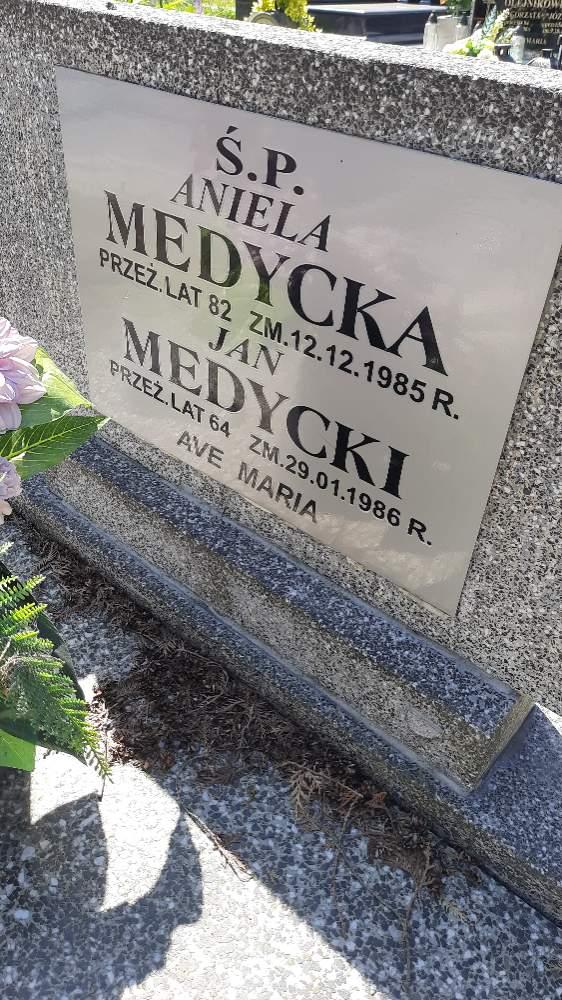 Ś.P.
ANIELA
MEDYCKA
PRZEŻ. LAT 82 ZM. 12.12.1985 R.
JAN
MEDYCKI
PRZEŻ. LAT 64 ZM. 29.01.1986 R.
AVE MARIA
MARIA